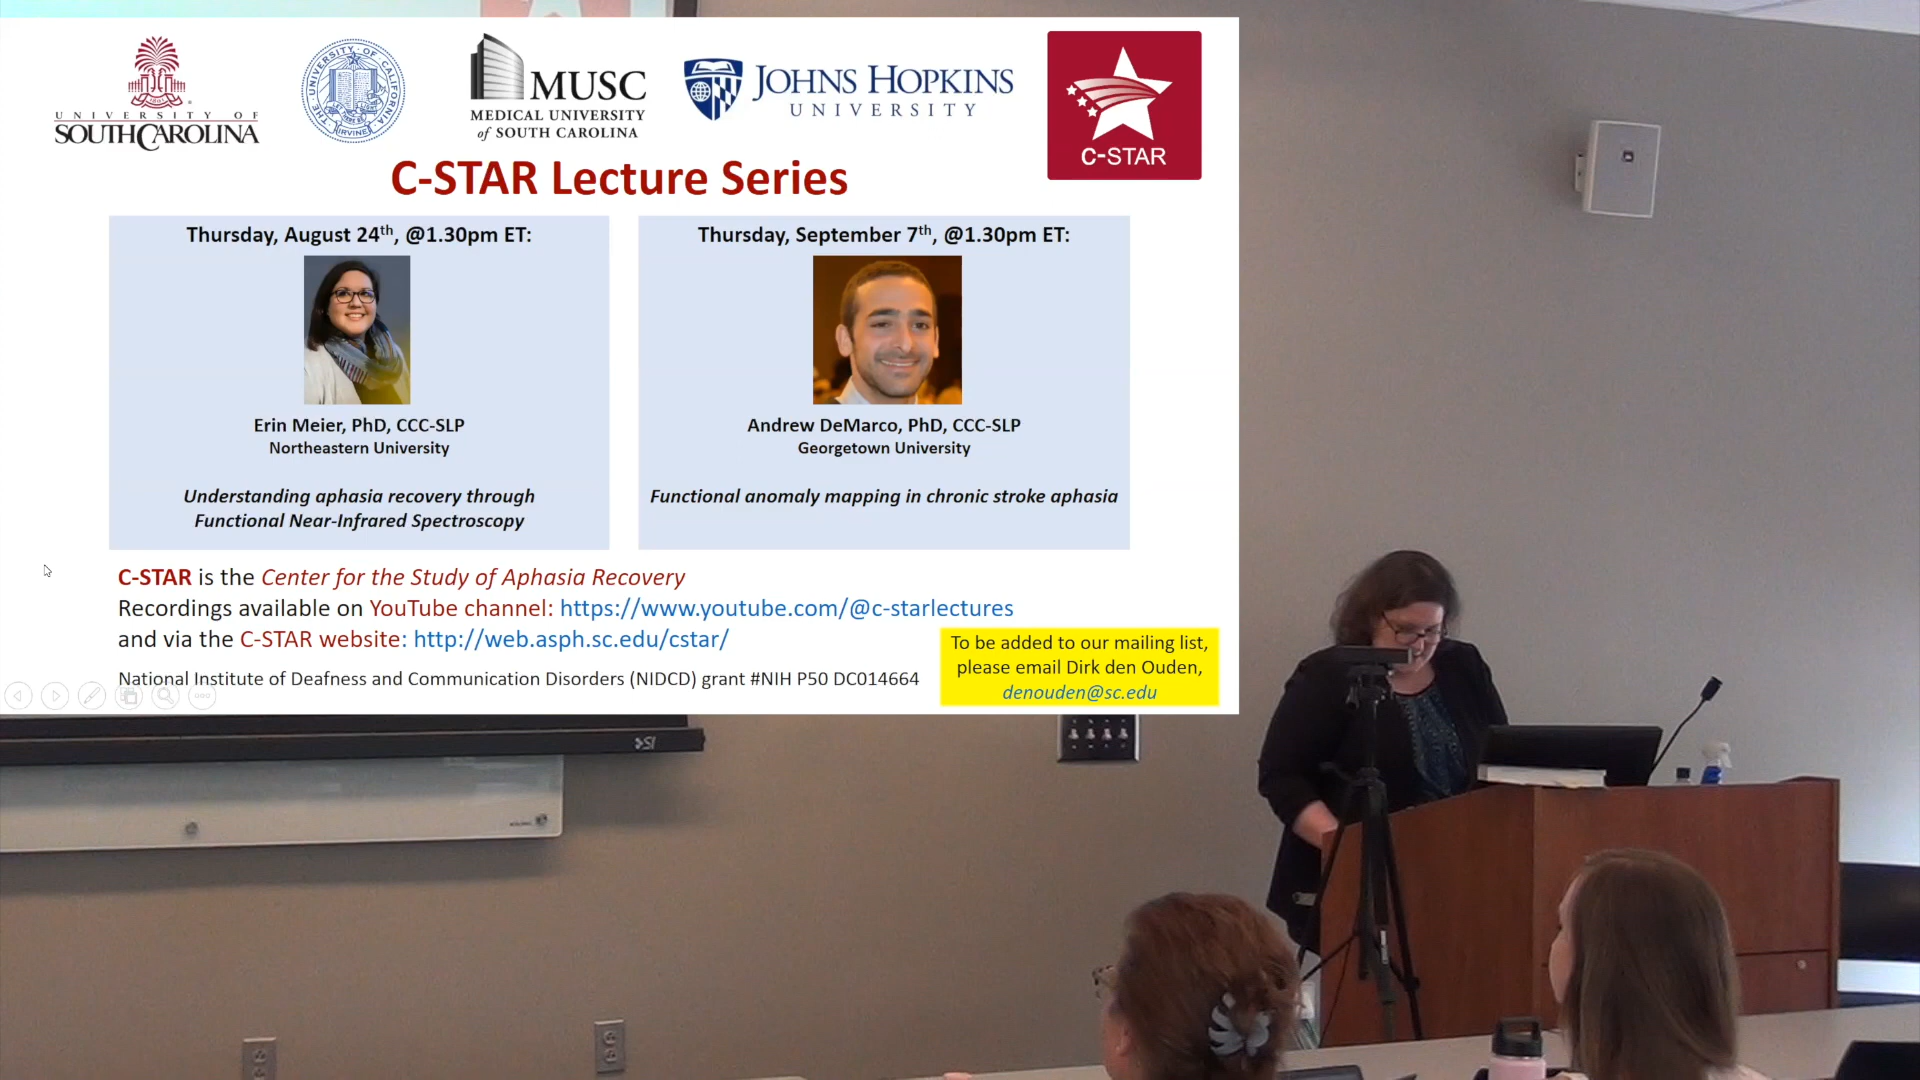 UNIVERSITY OF
SOUTH CAROLINA
THE UNIVERSITY OF CALIFORNIA
IRVINE
MUSC
MEDICAL UNIVERSITY
of SOUTH CAROLINA
JOHNS HOPKINS
UNIVERSITY
C-STAR
C-STAR Lecture Series
Thursday, August 24th, @1.30pm ET:
Erin Meier, PhD, CCC-SLP
Northeastern University
Understanding aphasia recovery through
Functional Near-Infrared Spectroscopy
Thursday, September 7th, @1.30pm ET:
Andrew DeMarco, PhD, CCC-SLP
Georgetown University
Functional anomaly mapping in chronic stroke aphasia
C-STAR is the Center for the Study of Aphasia Recovery
Recordings available on YouTube channel: https://www.youtube.com/@c-starlectures
and via the C-STAR website: http://web.asph.sc.edu/cstar/
National Institute of Deafness and Communication Disorders (NIDCD) grant #NIH P50 DC014664
To be added to our mailing list,
please email Dirk den Ouden,
denouden@sc.edu
SI